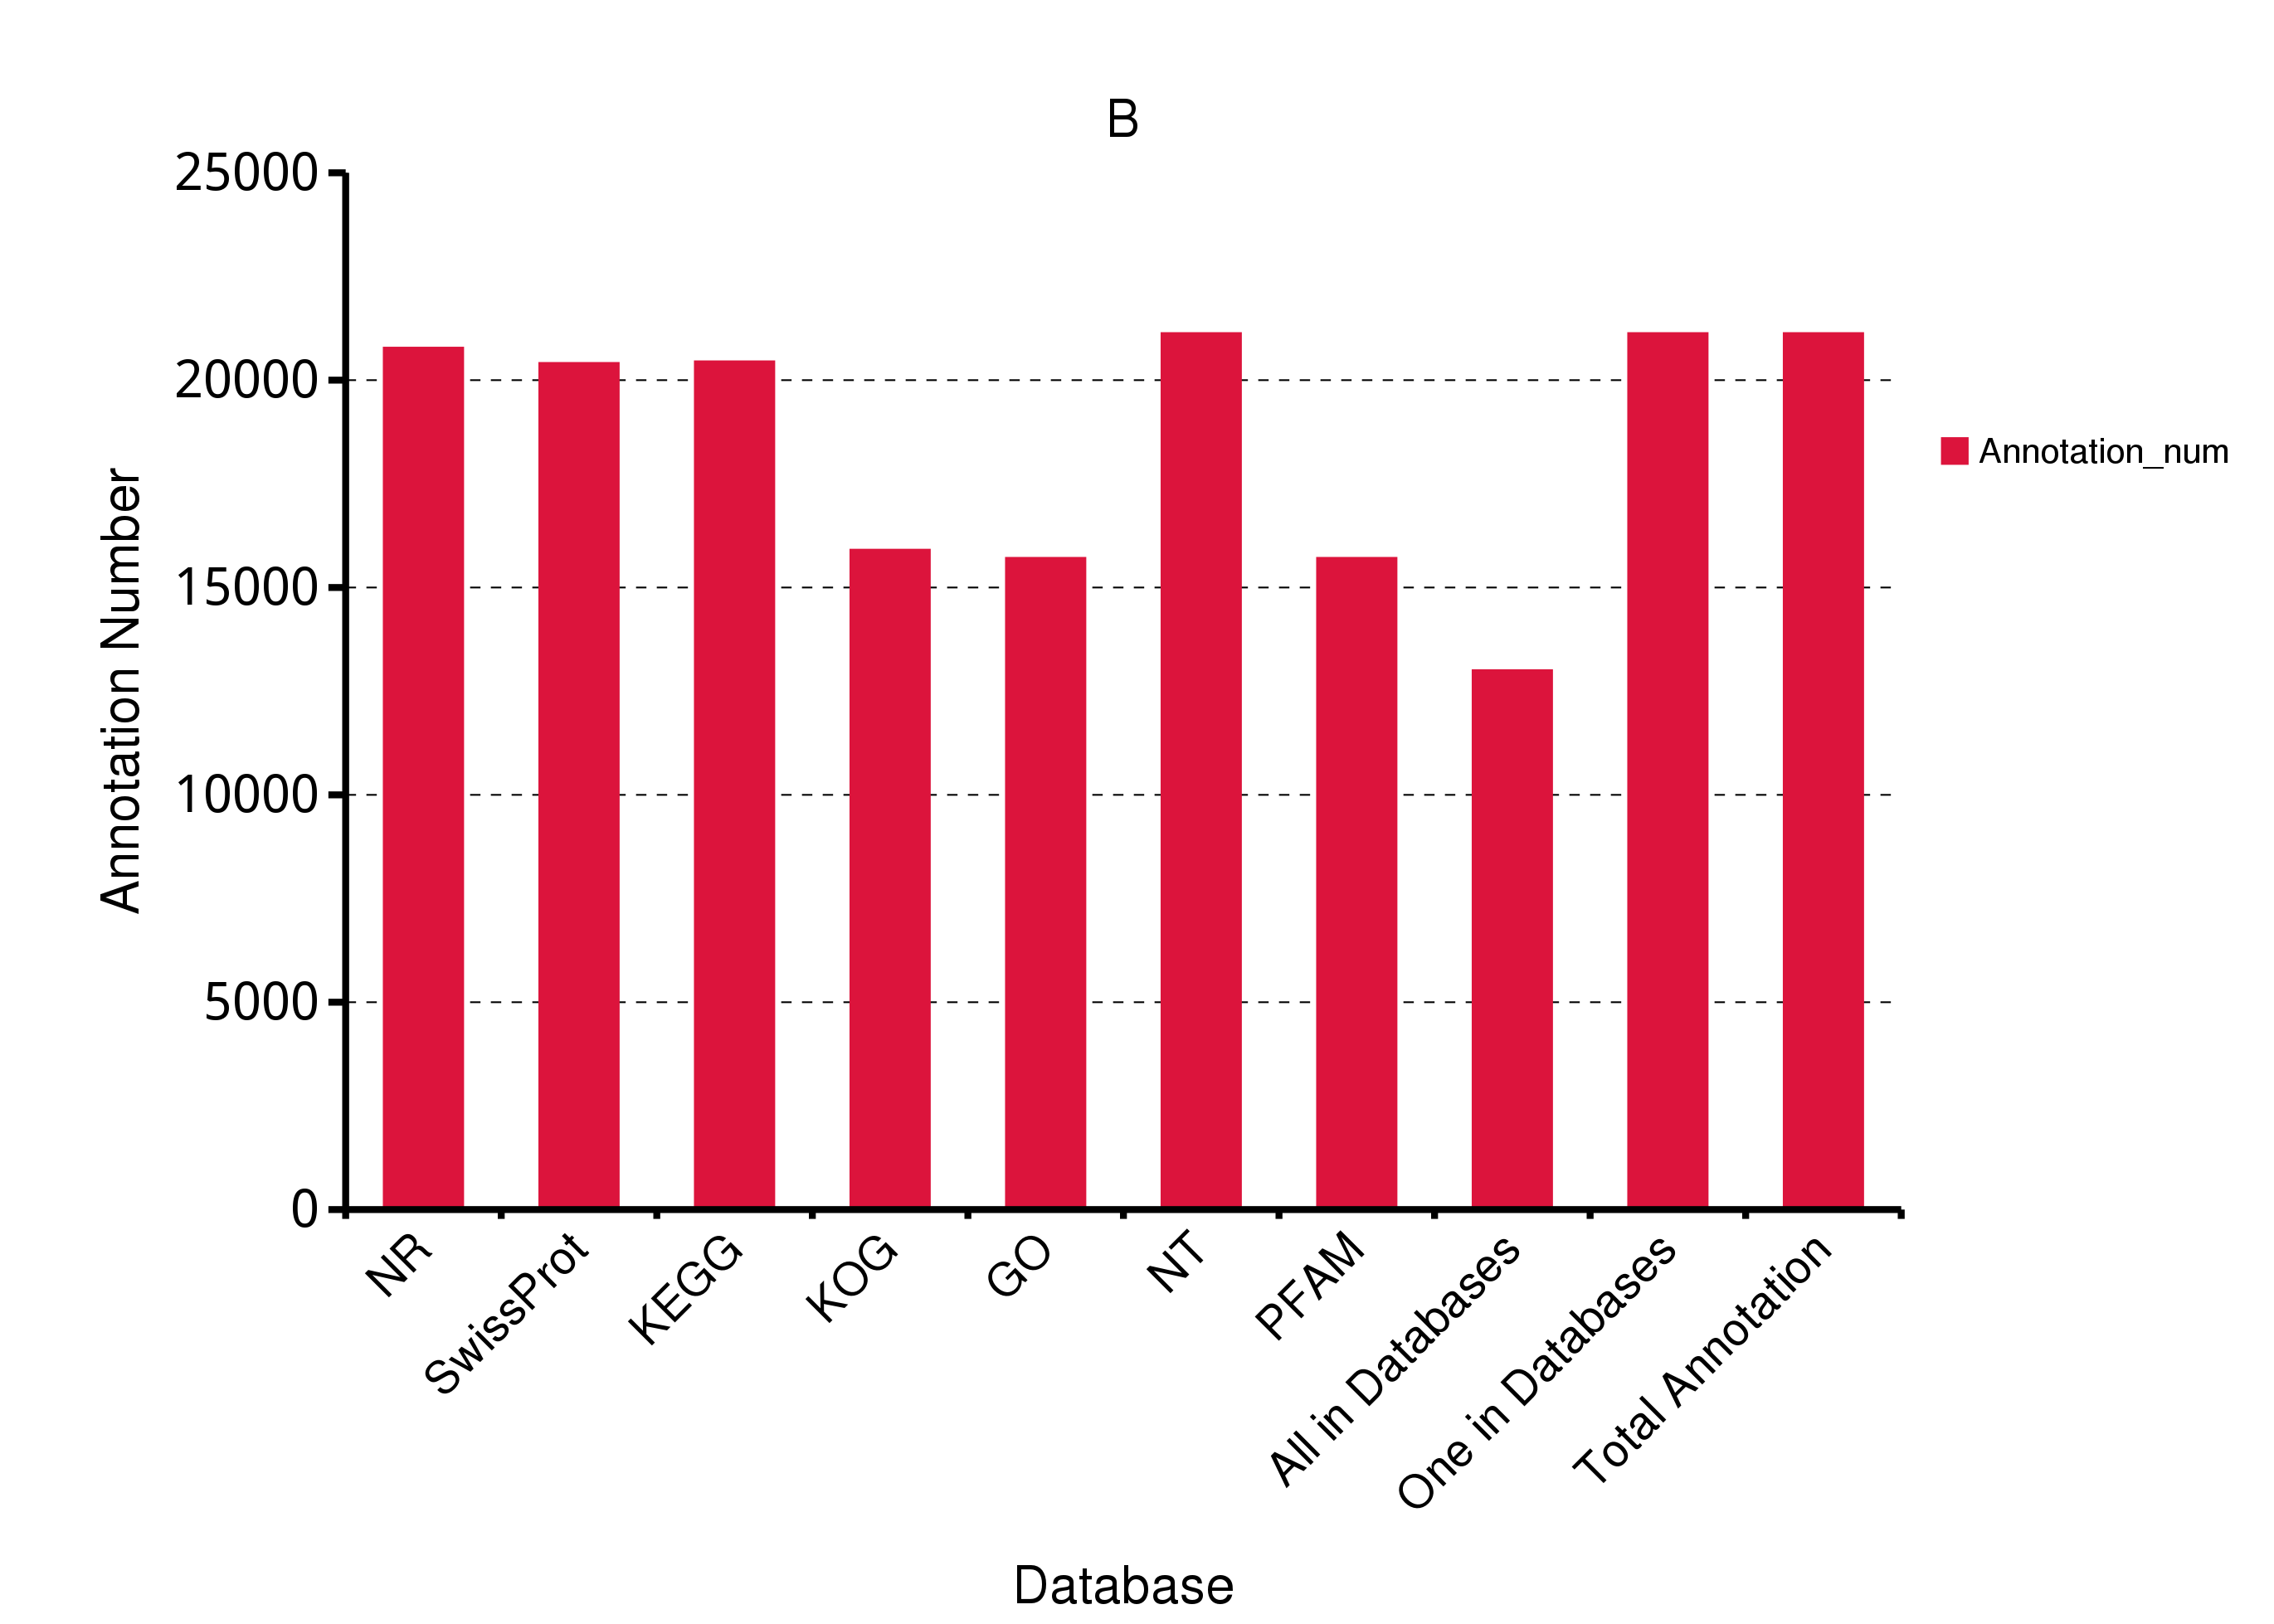 B
25000
20000
15000
10000
5000
0
Annotation Number
Annotation_num
NR
SwissProt
KEGG
KOG
GO
NT
PFAM
All in Databases
One in Databases
Total Annotation
Database